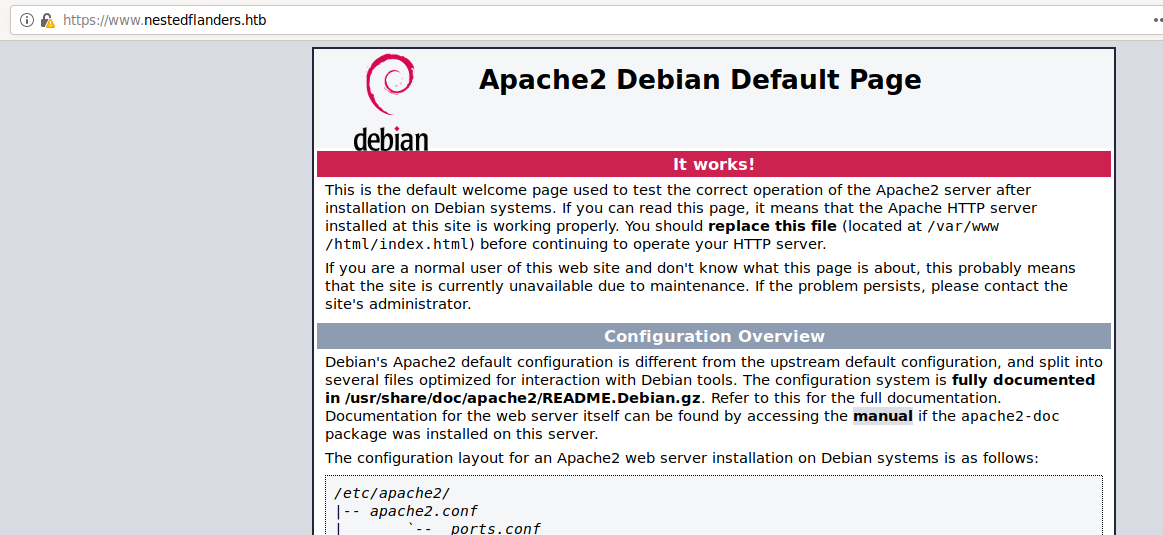 https://www.nestedflanders.htb
Apache2 Debian Default Page
debian
It works!
This is the default welcome page used to test the correct operation of the Apache2 server after
installation on Debian systems. If you can read this page, it means that the Apache HTTP server
installed at this site is working properly. You should replace this file (located at /var/www
/html/index.html) before continuing to operate your HTTP server.
If you are a normal user of this web site and don't know what this page is about, this probably means
that the site is currently unavailable due to maintenance. If the problem persists, please contact the
site's administrator.
Configuration Overview
Debian's Apache2 default configuration is different from the upstream default configuration, and split into
several files optimized for interaction with Debian tools. The configuration system is fully documented
in /usr/share/doc/apache2/README.Debian.gz. Refer to this for the full documentation.
Documentation for the web server itself can be found by accessing the manual if the apache2-doc
package was installed on this server.
The configuration layout for an Apache2 web server installation on Debian systems is as follows:
/etc/apache2/
|-- apache2.conf
|       `--  ports.conf